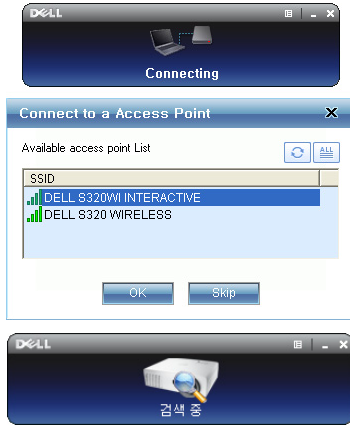 DELL
Connecting
Connect to a Access Point
Available access point List
ALL
SSID
DELL S320WI INTERACTIVE
DELL S320 WIRELESS
OK
Skip
DELL
검색 중